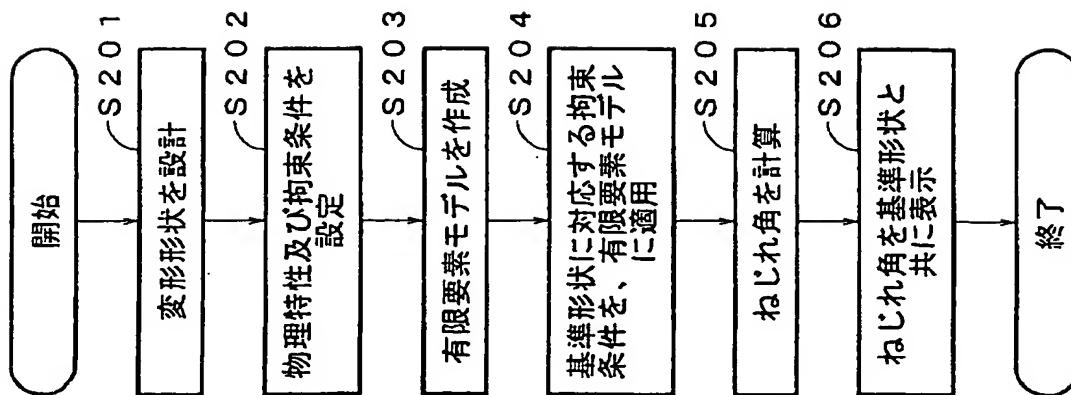 開始
S201
変形形状を設計
S202
物理特性及び拘束条件を
設定
S203
有限要素モデルを作成
S204
基準形状に対応する拘束
条件を、有限要素モデル
に適用
S205
ねじれ角を計算
S206
ねじれ角を基準形状と
共に表示
終了